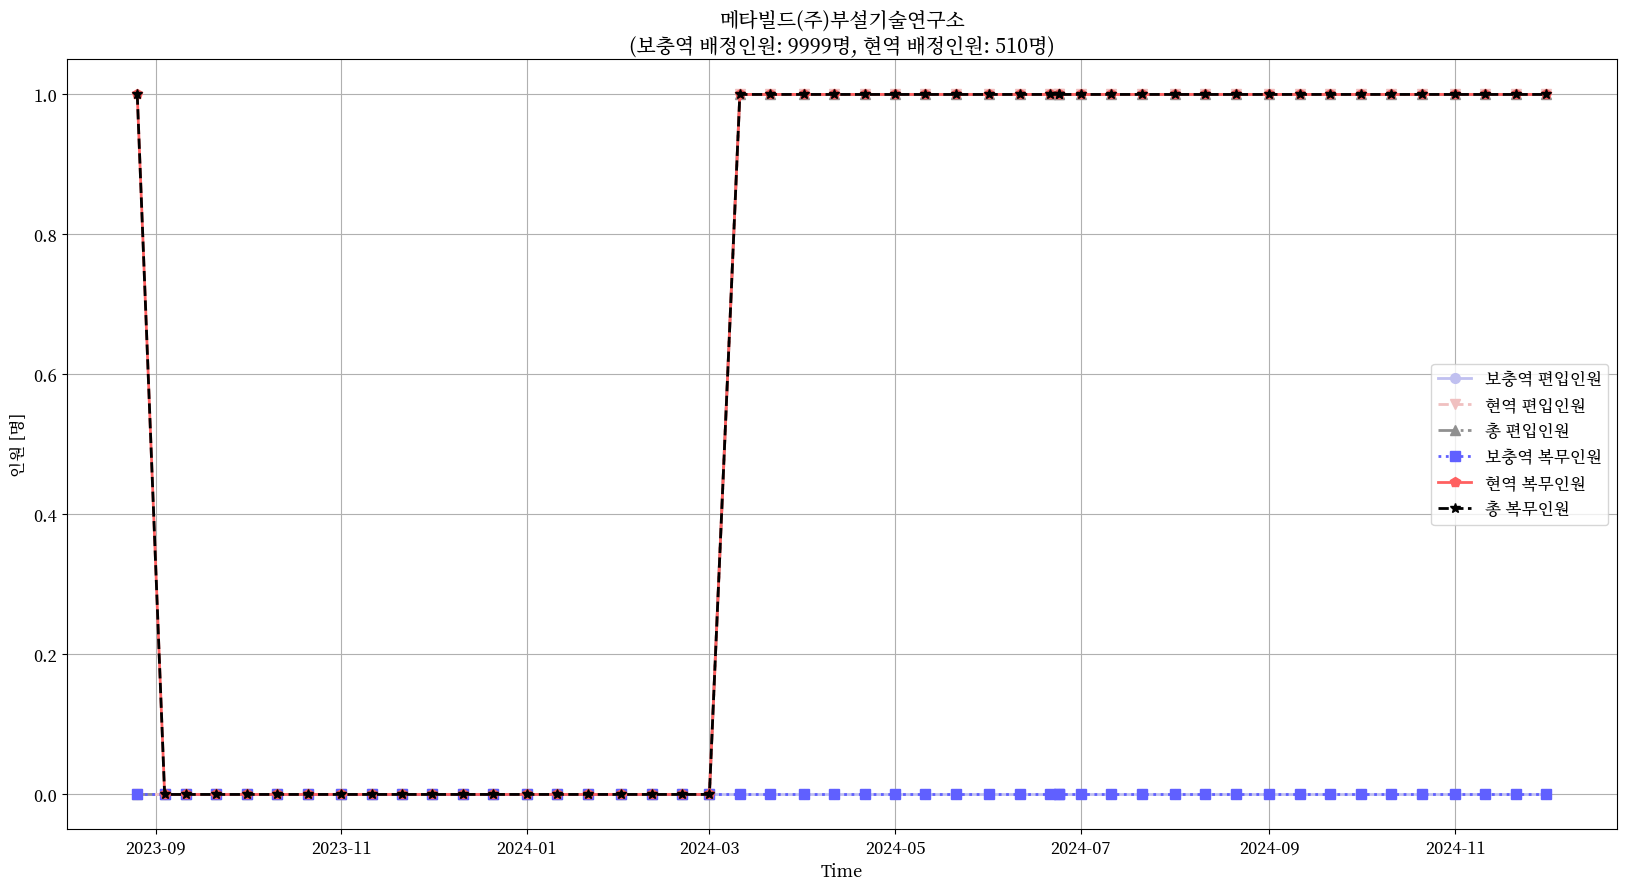 메타빌드(주)부설기술연구소
(보충역 배정인원: 9999명, 현역 배정인원: 510명)
인원 [명]
1.0
0.8
0.6
0.4
0.2
0.0
보충역 편입인원
현역 편입인원
총 편입인원
보충역 복무인원
현역 복무인원
총 복무인원
2023-09 2023-11 2024-01 2024-03 2024-05 2024-07 2024-09 2024-11
Time